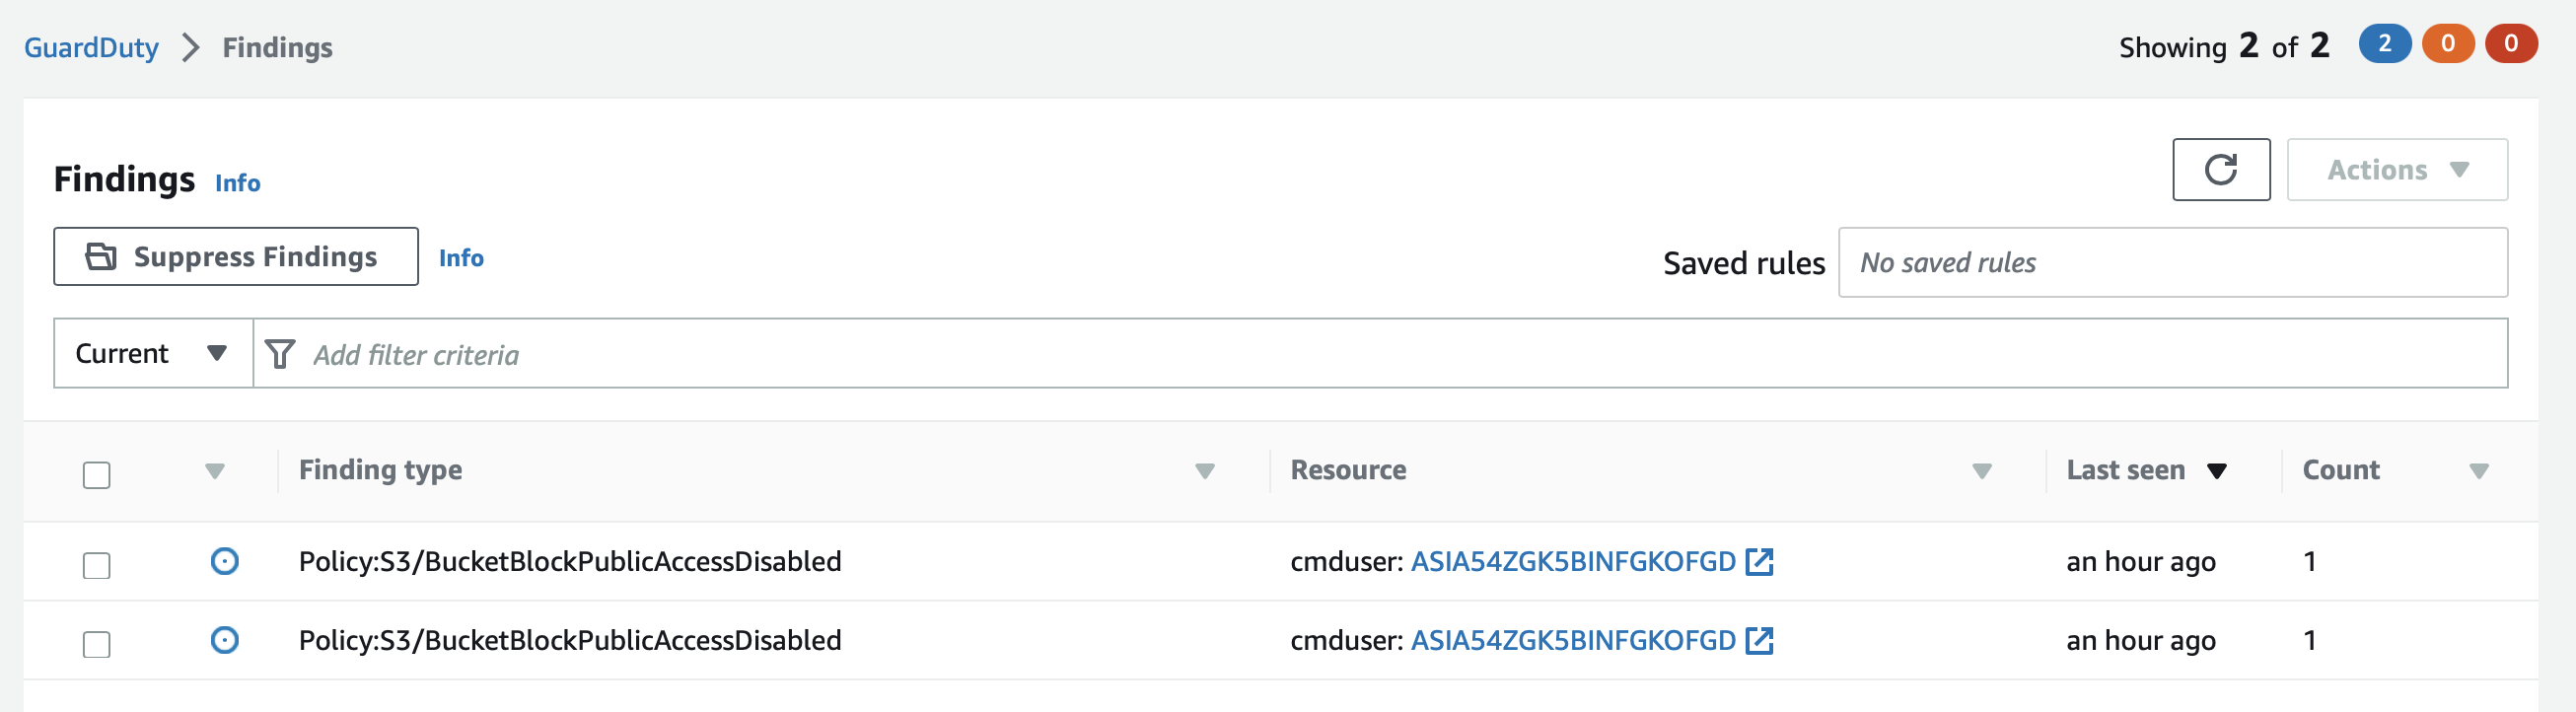 GuardDuty > Findings
Showing 2 of 2 2 0 0
Findings Info
Actions
Suppress Findings Info
Saved rules No saved rules
Current Add filter criteria
Finding type Resource Last seen Count
Policy:S3/BucketBlockPublicAccessDisabled cmduser: ASIA54ZGK5BINFGKOFGD an hour ago 1
Policy:S3/BucketBlockPublicAccessDisabled cmduser: ASIA54ZGK5BINFGKOFGD an hour ago 1